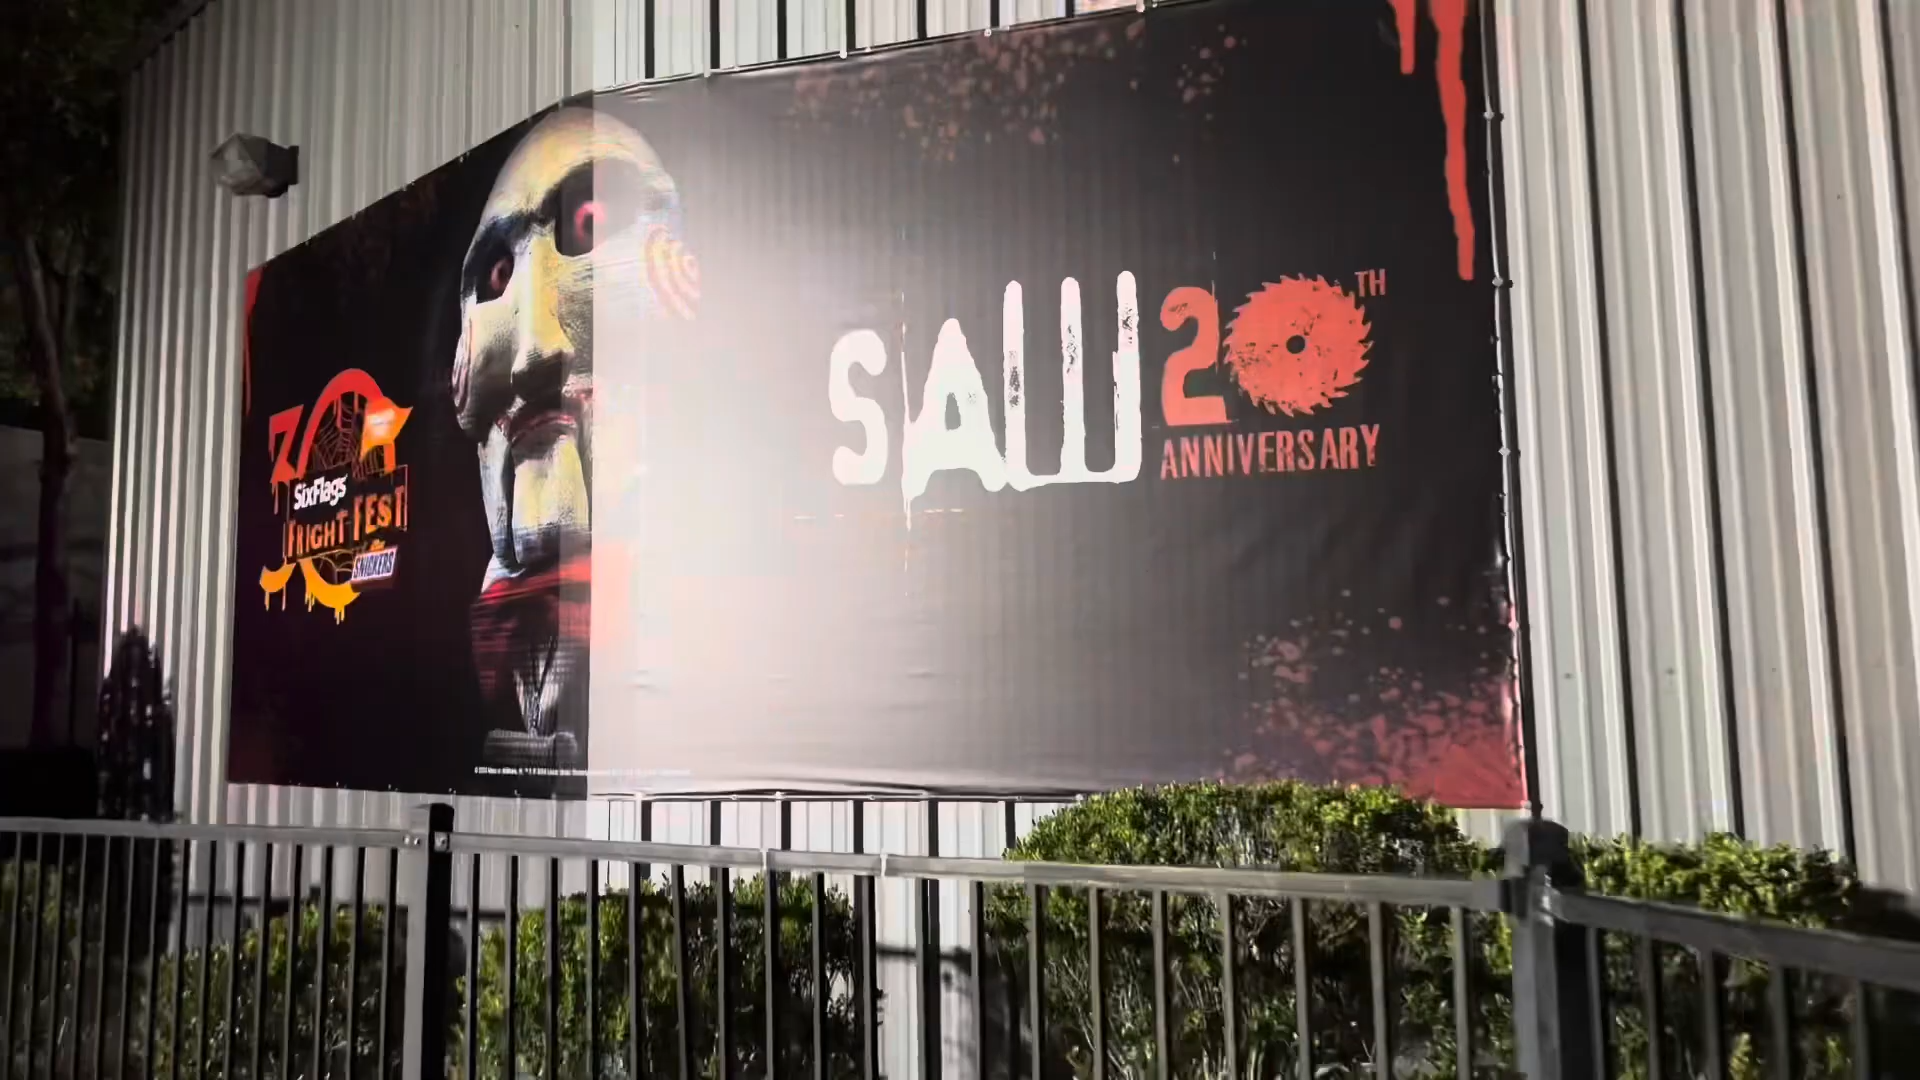 30
SixFlags
FRIGHT FEST
SNICKERS
SAW 20TH
ANNIVERSARY